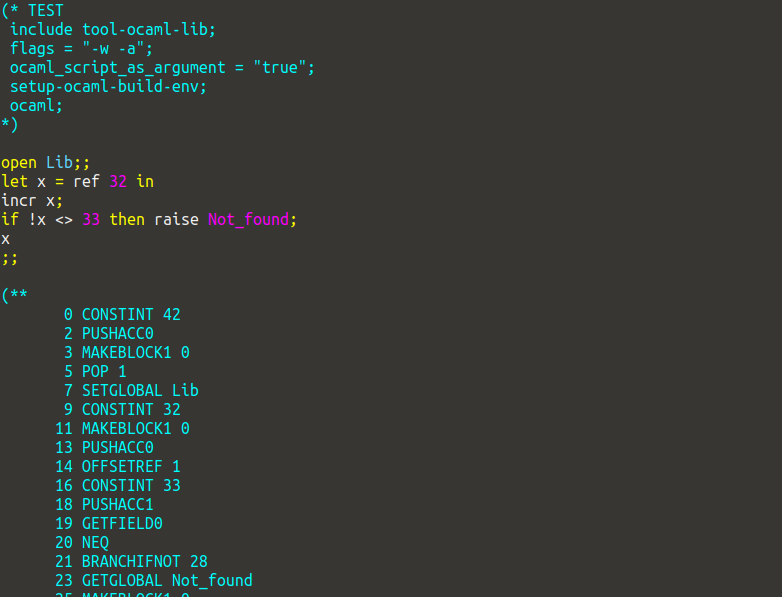 (* TEST
 include tool-ocaml-lib;
 flags = "-w -a";
 ocaml_script_as_argument = "true";
 setup-ocaml-build-env;
 ocaml;
*)

open Lib;;
let x = ref 32 in
incr x;
if !x <> 33 then raise Not_found;
x
;;

(**
       0 CONSTINT 42
       2 PUSHACC0
       3 MAKEBLOCK1 0
       5 POP 1
       7 SETGLOBAL Lib
       9 CONSTINT 32
      11 MAKEBLOCK1 0
      13 PUSHACC0
      14 OFFSETREF 1
      16 CONSTINT 33
      18 PUSHACC1
      19 GETFIELD0
      20 NEQ
      21 BRANCHIFNOT 28
      23 GETGLOBAL Not_found
      25 MAKEBLOCK1 0